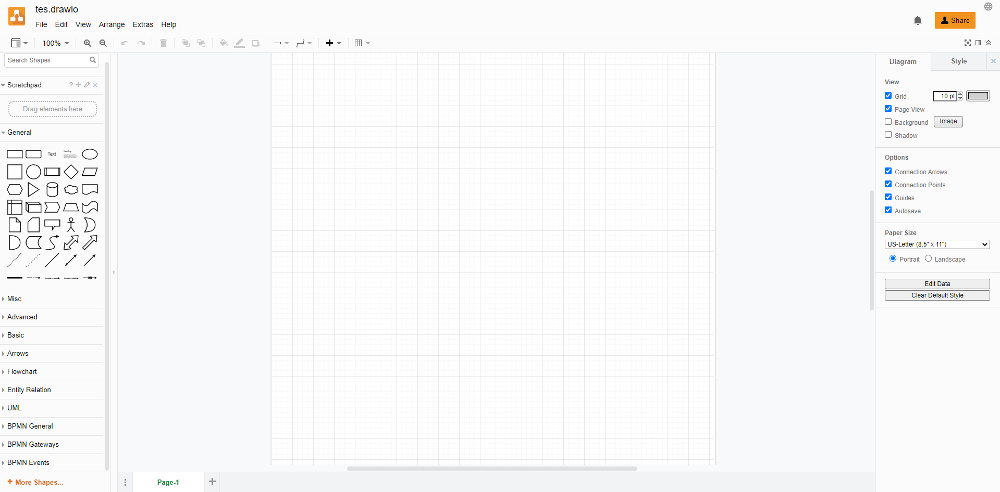 tes.drawio
File Edit View Arrange Extras Help
Share
100%
Search Shapes
Scratchpad
?
Drag elements here
General
Text
Heading
Misc
Advanced
Basic
Arrows
Flowchart
Entity Relation
UML
BPMN General
BPMN Gateways
BPMN Events
+ More Shapes...
Page-1
Diagram Style
View
Grid 10 pt
Page View
Background Image
Shadow
Options
Connection Arrows
Connection Points
Guides
Autosave
Paper Size
US-Letter (8,5" x 11")
Portrait Landscape
Edit Data
Clear Default Style